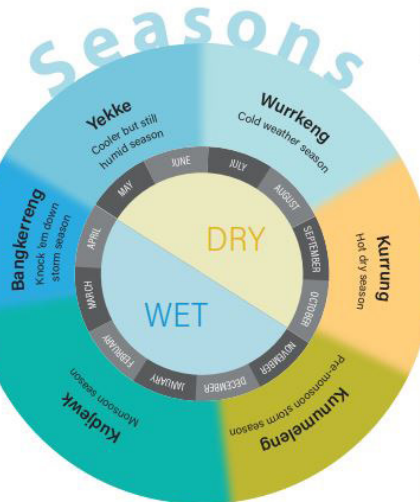 Seasons
Yekke
Cooler but still
humid season
Wurrkeng
Cold weather season
Kurrung
Hot dry season
Kunumeleng
Pre-monsoon storm season
Kudjewk
Monsoon season
Bangkerreng
Knock 'em down
storm season
JULY
AUGUST
SEPTEMBER
OCTOBER
NOVEMBER
DECEMBER
JANUARY
FEBRUARY
MARCH
APRIL
MAY
JUNE
DRY
WET